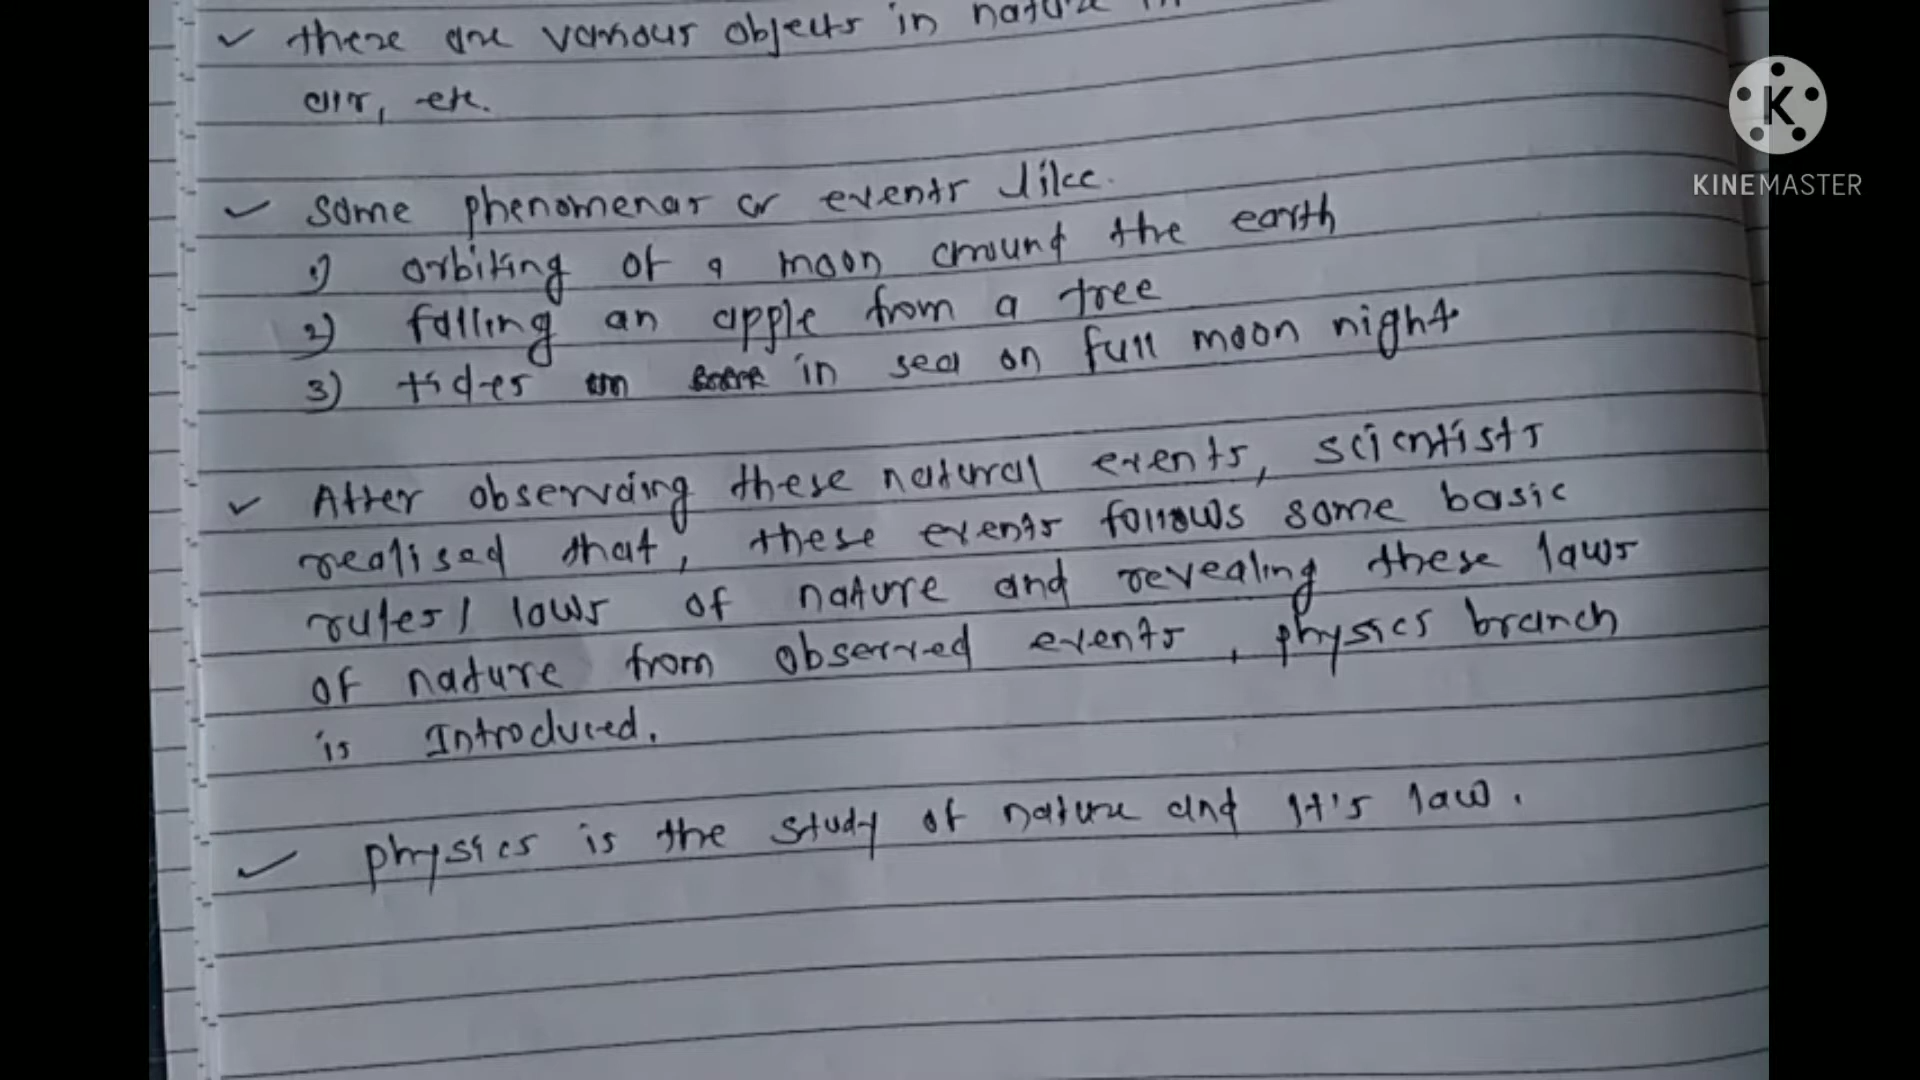 ✓ there are various objects in nature
air, etc.
✓ Some phenomenas or events like.
1) orbiting of a moon around the earth
2) falling an apple from a tree
3) tides in sea on full moon night.
✓ After observing these natural events, scientists
realised that, these events follows some basic
rules/ laws of nature and revealing these laws
of nature from observed events, physics branch
is Introduced.
✓ physics is the study of nature and It's law.
K
KINEMASTER